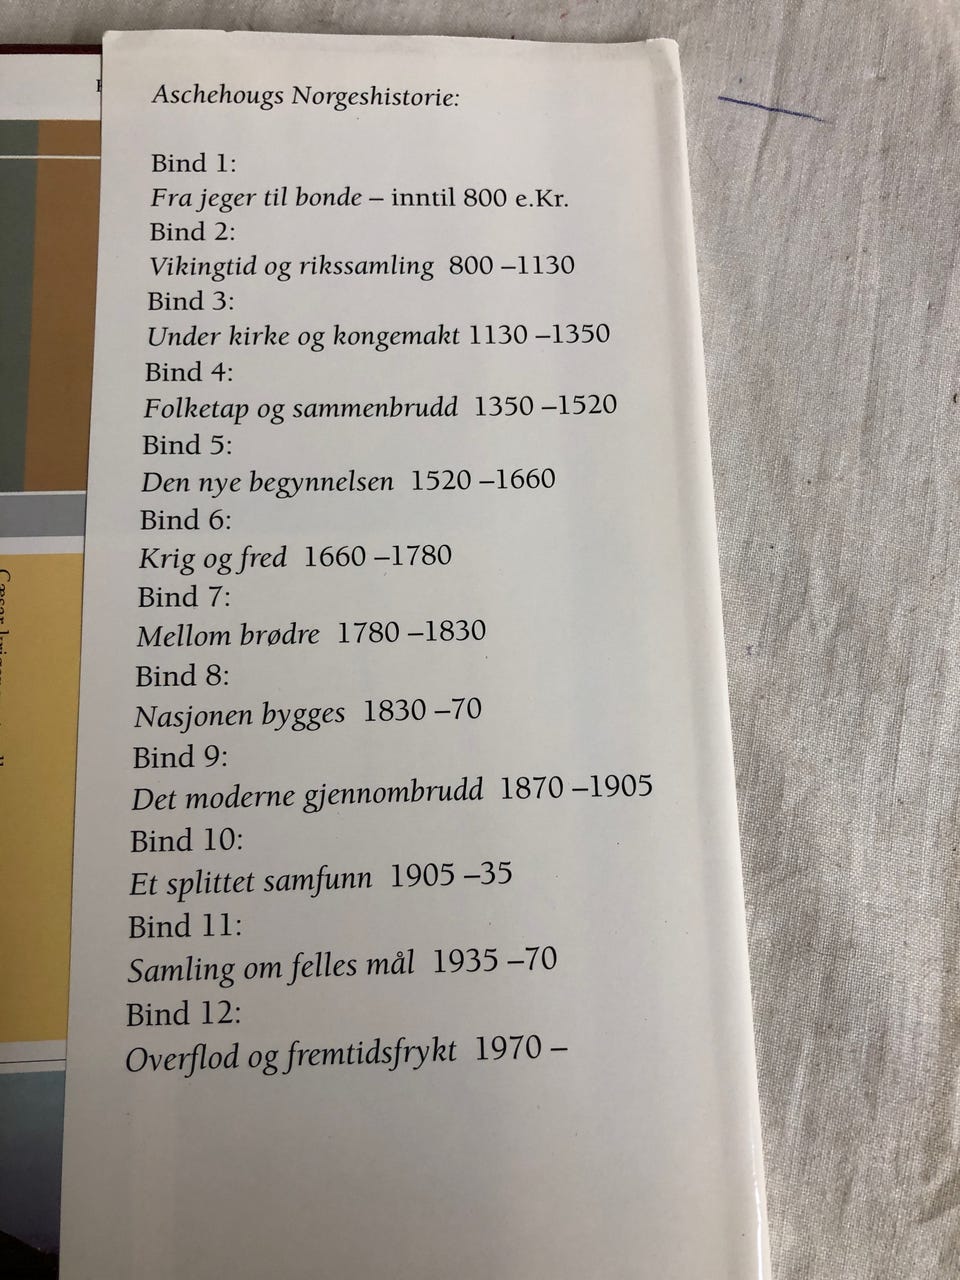 Aschehougs Norgeshistorie:
Bind 1:
Fra jeger til bonde – inntil 800 e.Kr.
Bind 2:
Vikingtid og rikssamling 800 –1130
Bind 3:
Under kirke og kongemakt 1130 –1350
Bind 4:
Folketap og sammenbrudd 1350 –1520
Bind 5:
Den nye begynnelsen 1520 –1660
Bind 6:
Krig og fred 1660 –1780
Bind 7:
Mellom brødre 1780 –1830
Bind 8:
Nasjonen bygges 1830 –70
Bind 9:
Det moderne gjennombrudd 1870 –1905
Bind 10:
Et splittet samfunn 1905 –35
Bind 11:
Samling om felles mål 1935 –70
Bind 12:
Overflod og fremtidsfrykt 1970 –